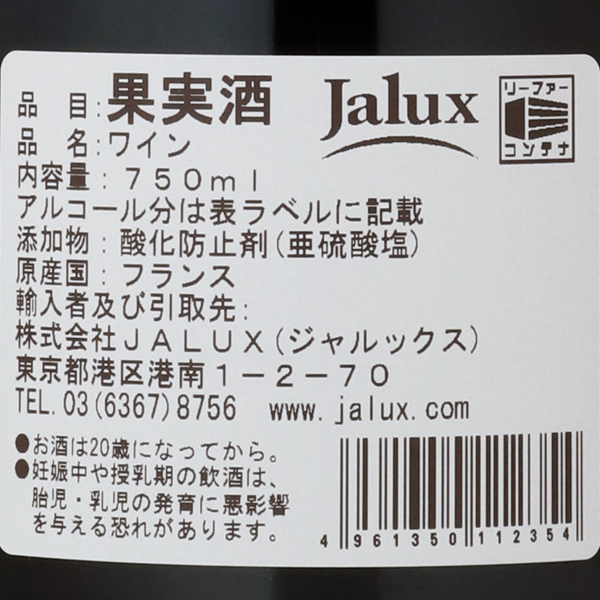 品　目:果実酒
Jalux
リーファー
コンテナ
品　名:ワイン
内容量:７５０ｍｌ
アルコール分は表ラベルに記載
添加物:酸化防止剤(亜硫酸塩)
原産国:フランス
輸入者及び引取先:
株式会社ＪＡＬＵＸ(ジャルックス)
東京都港区港南１－２－７０
TEL.03(6367)8756　www.jalux.com
●お酒は20歳になってから。
●妊娠中や授乳期の飲酒は、
胎児・乳児の発育に悪影響
を与える恐れがあります。
4 961350 112354